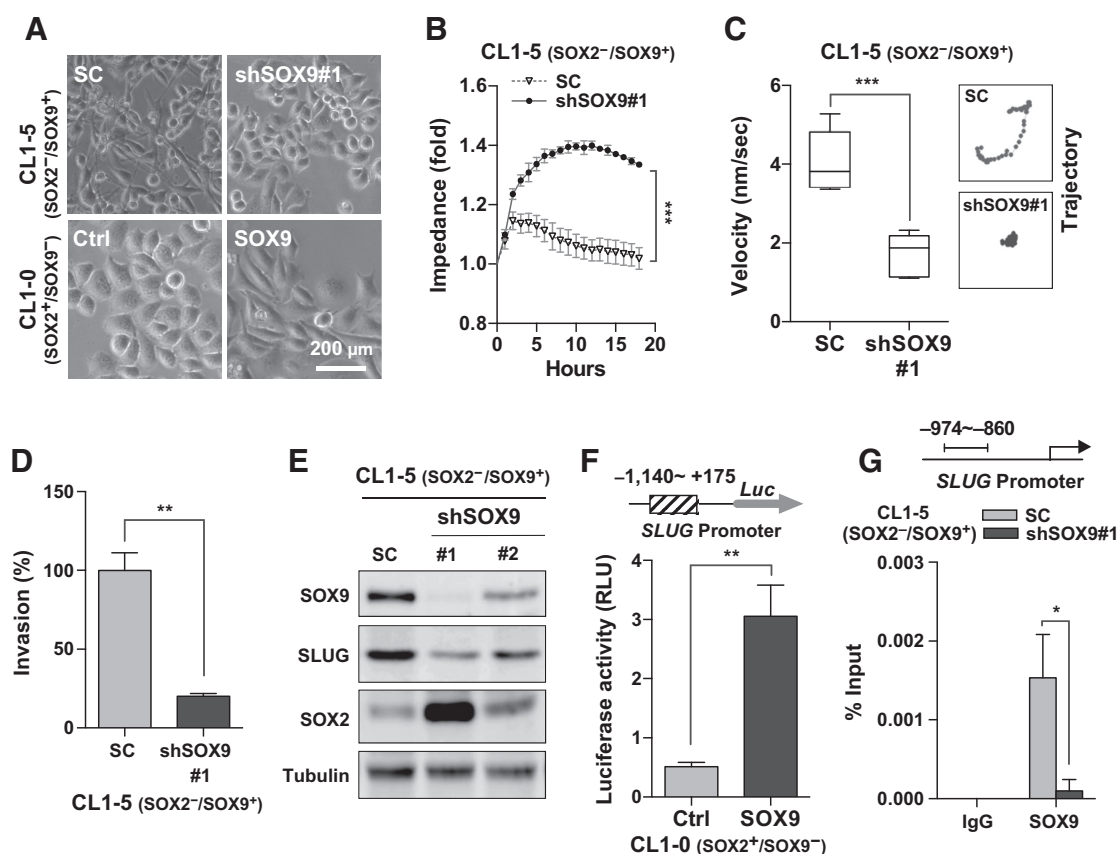 A
CL1-5
(SOX2⁻/SOX9⁺)
SC
shSOX9#1
CL1-0
(SOX2⁺/SOX9⁻)
Ctrl
SOX9
200 µm
B
CL1-5 (SOX2⁻/SOX9⁺)
SC
shSOX9#1
Impedance (fold)
1.6
1.4
1.2
1.0
0.8
***
0 5 10 15 20
Hours
C
CL1-5 (SOX2⁻/SOX9⁺)
Velocity (nm/sec)
6
4
2
0
***
SC shSOX9
#1
SC
shSOX9#1
Trajectory
D
Invasion (%)
150
100
50
0
**
SC shSOX9
#1
CL1-5 (SOX2⁻/SOX9⁺)
E
CL1-5 (SOX2⁻/SOX9⁺)
shSOX9
SC #1 #2
SOX9
SLUG
SOX2
Tubulin
F
–1,140~ +175
Luc
SLUG Promoter
Luciferase activity (RLU)
4
3
2
1
0
**
Ctrl SOX9
CL1-0 (SOX2⁺/SOX9⁻)
G
–974~–860
SLUG Promoter
CL1-5
(SOX2⁻/SOX9⁺)
SC
shSOX9#1
% Input
0.003
0.002
0.001
0.000
*
IgG SOX9